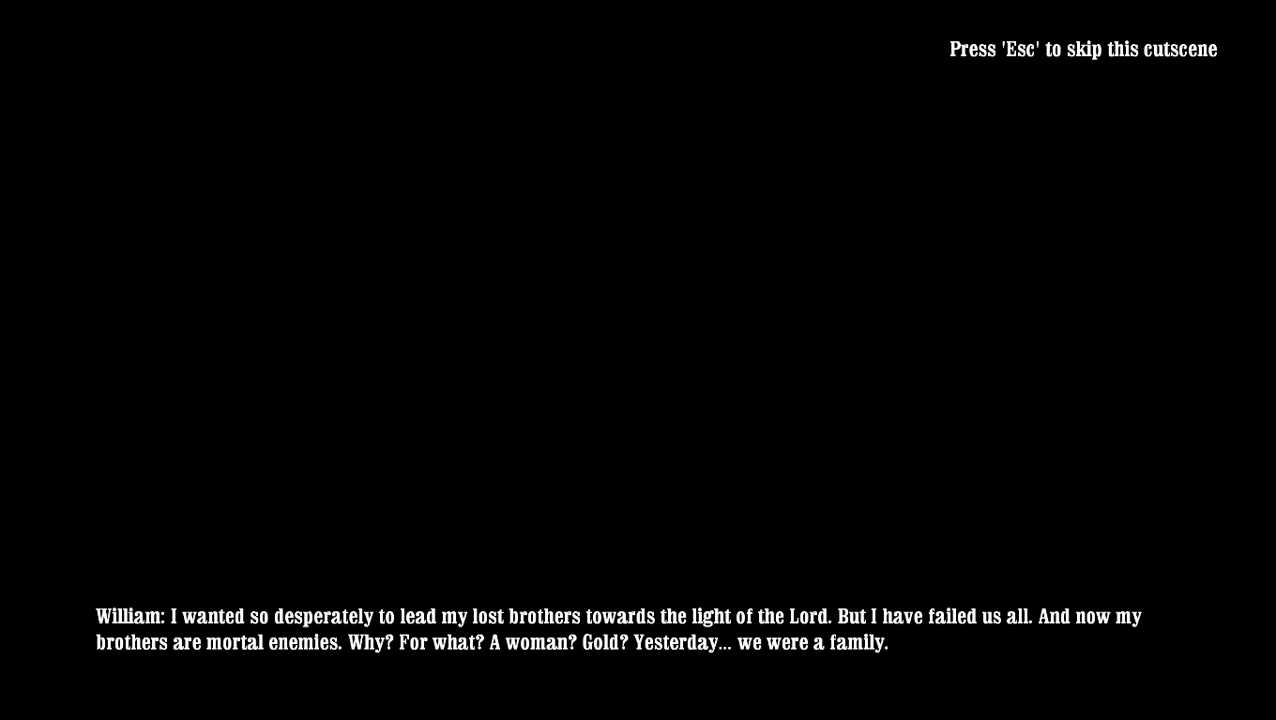 Press 'Esc' to skip this cutscene
William: I wanted so desperately to lead my lost brothers towards the light of the Lord. But I have failed us all. And now my
brothers are mortal enemies. Why? For what? A woman? Gold? Yesterday... we were a family.